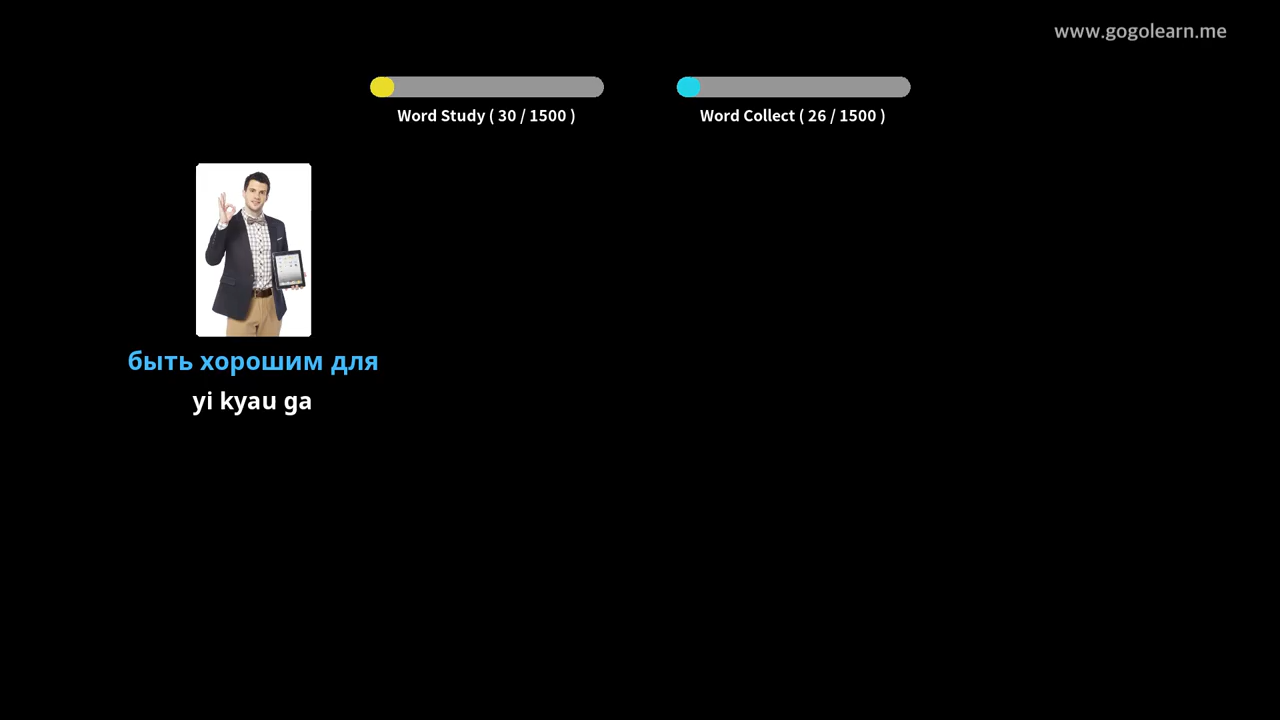 www.gogolearn.me
Word Study ( 30 / 1500 )
Word Collect ( 26 / 1500 )
быть хорошим для
yi kyau ga